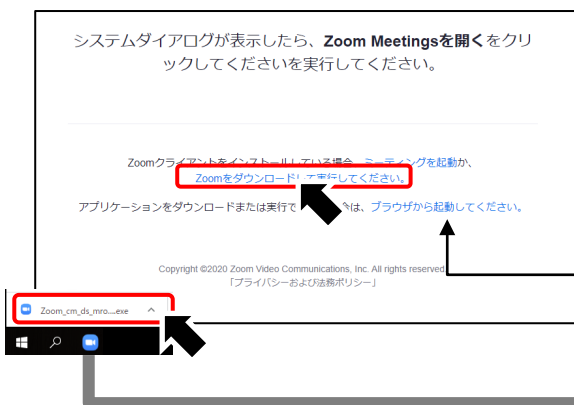 システムダイアログが表示したら、Zoom Meetingsを開くをクリ
ックしてくださいを実行してください。
Zoomクライアントをインストールしている場合、ミーティングを起動か、
Zoomをダウンロードして実行してください。
アプリケーションをダウンロードまたは実行で 合は、ブラウザから起動してください。
Copyright ©2020 Zoom Video Communications, Inc. All rights reserved.
「プライバシーおよび法務ポリシー」
Zoom_cm_ds_mro....exe